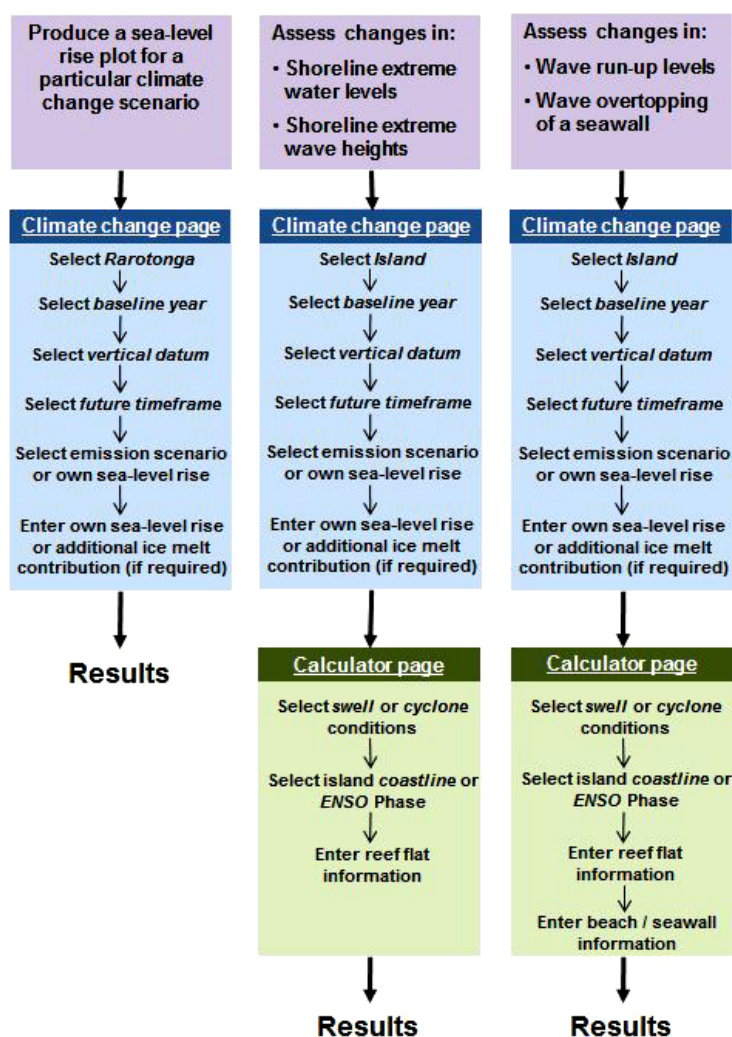 Produce a sea-level
rise plot for a
particular climate
change scenario
Climate change page
Select Rarotonga
Select baseline year
Select vertical datum
Select future timeframe
Select emission scenario
or own sea-level rise
Enter own sea-level rise
or additional ice melt
contribution (if required)
Results
Assess changes in:
• Shoreline extreme
water levels
• Shoreline extreme
wave heights
Climate change page
Select Island
Select baseline year
Select vertical datum
Select future timeframe
Select emission scenario
or own sea-level rise
Enter own sea-level rise
or additional ice melt
contribution (if required)
Calculator page
Select swell or cyclone
conditions
Select island coastline or
ENSO Phase
Enter reef flat
information
Results
Assess changes in:
• Wave run-up levels
• Wave overtopping
of a seawall
Climate change page
Select Island
Select baseline year
Select vertical datum
Select future timeframe
Select emission scenario
or own sea-level rise
Enter own sea-level rise
or additional ice melt
contribution (if required)
Calculator page
Select swell or cyclone
conditions
Select island coastline or
ENSO Phase
Enter reef flat
information
Enter beach / seawall
information
Results